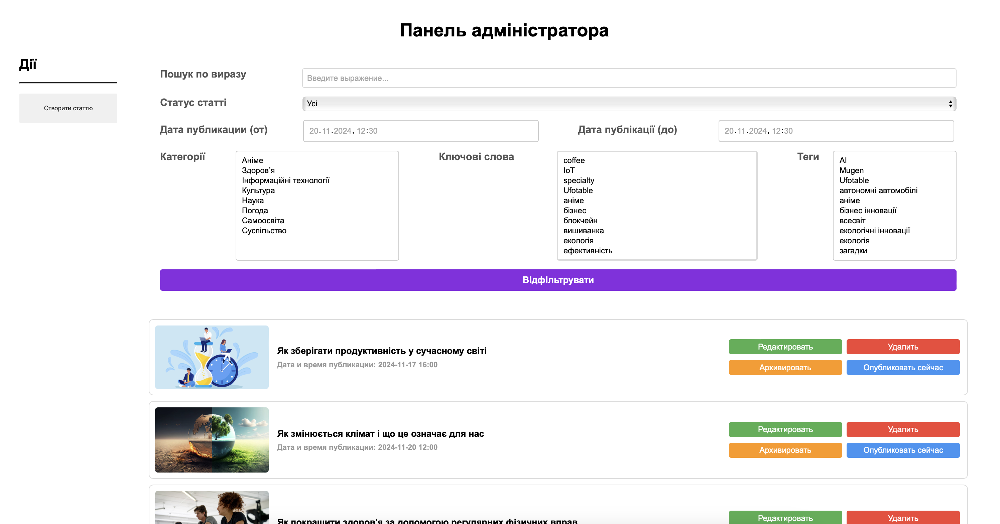 Панель адміністратора
Дії
Створити статтю
Пошук по виразу
Введите выражение...
Статус статті
Усі
Дата публикации (от)
20.11.2024, 12:30
Дата публікації (до)
20.11.2024, 12:30
Категорії
Аніме
Здоров’я
Інформаційні технології
Культура
Наука
Погода
Самоосвіта
Суспільство
Ключові слова
coffee
IoT
specialty
Ufotable
аніме
бізнес
блокчейн
вишиванка
екологія
ефективність
Теги
AI
Mugen
Ufotable
автономні автомобілі
аніме
бізнес інновації
всесвіт
екологічні інновації
екологія
загадки
Відфільтрувати
Як зберігати продуктивність у сучасному світі
Дата и время публикации: 2024-11-17 16:00
Редактировать
Удалить
Архивировать
Опубликовать сейчас
Як змінюється клімат і що це означає для нас
Дата и время публикации: 2024-11-20 12:00
Редактировать
Удалить
Архивировать
Опубликовать сейчас
Як покращити здоров'я за допомогою регулярних фізичних вправ
Редактировать
Удалить